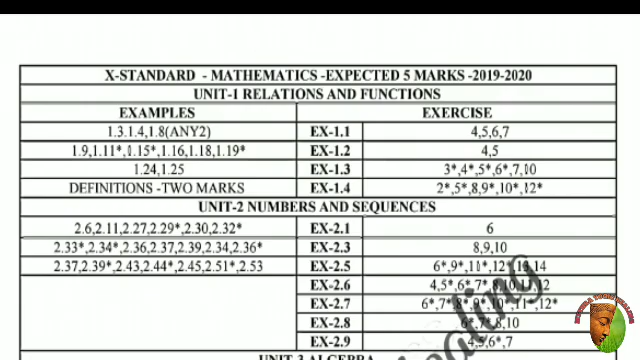 X-STANDARD - MATHEMATICS -EXPECTED 5 MARKS -2019-2020
UNIT-1 RELATIONS AND FUNCTIONS
EXAMPLES EXERCISE
1.3.1.4,1.8(ANY2) EX-1.1 4,5,6,7
1.9,1.11*,1.15*,1.16,1.18,1.19* EX-1.2 4,5
1.24,1.25 EX-1.3 3*,4*,5*,6*,7,10
DEFINITIONS -TWO MARKS EX-1.4 2*,5*,8,9*,10*,12*
UNIT-2 NUMBERS AND SEQUENCES
2.6,2.11,2.27,2.29*,2.30,2.32* EX-2.1 6
2.33*,2.34*,2.36,2.37,2.39,2.34,2.36* EX-2.3 8,9,10
2.37,2.39*,2.43,2.44*,2.45,2.51*,2.53 EX-2.5 6*,9*,11*,12*,13,14
EX-2.6 4,5*,6*,7*,8,10,11,12
EX-2.7 6*,7*,8*,9*,10*,11*,12*
EX-2.8 6*,7*,8,10
EX-2.9 4,5,6*,7
UNIT-3 ALGEBRA